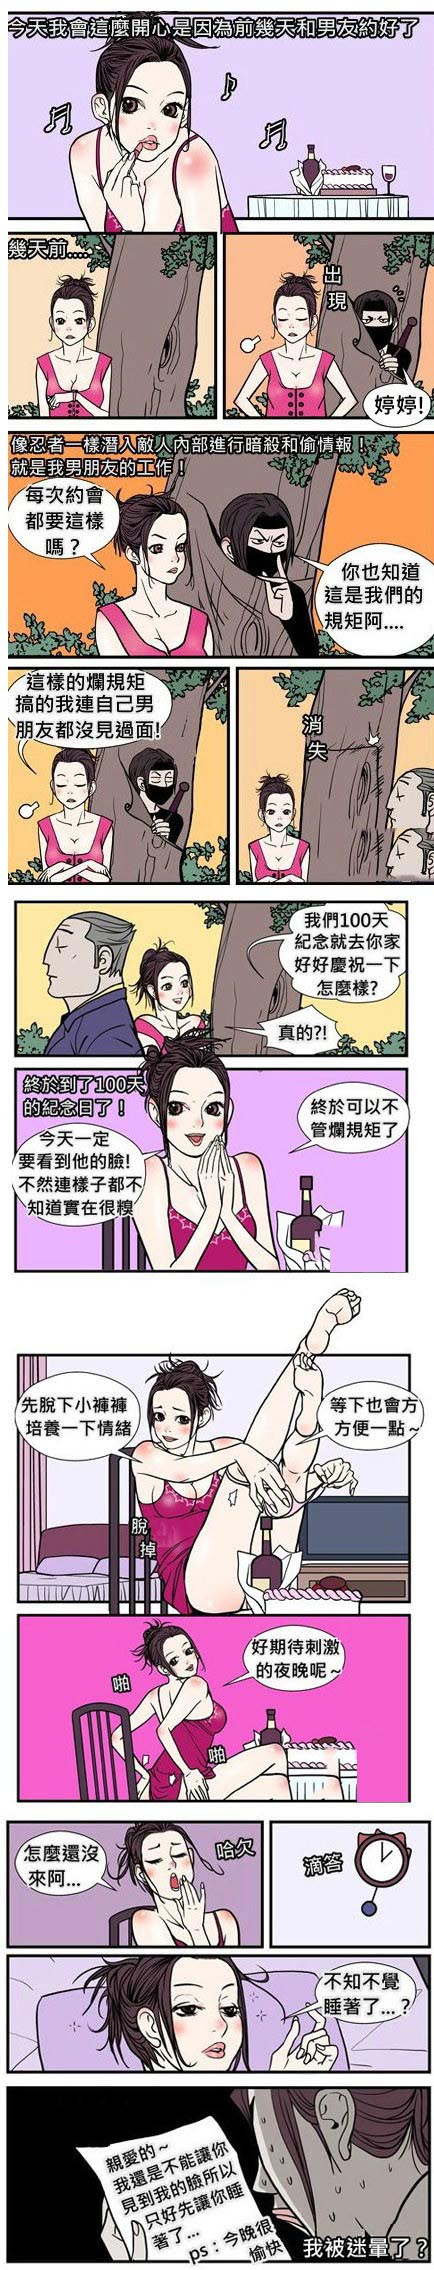 今天我會這麼開心是因為前幾天和男友約好了
幾天前....
出
現
婷婷!
像忍者一樣潛入敵人內部進行暗殺和偷情報！
就是我男朋友的工作！
每次約會
都要這樣
嗎？
你也知道
這是我們的
規矩阿....
這樣的爛規矩
搞的我連自己男
朋友都沒見過面!
消
失
我們100天
紀念就去你家
好好慶祝一下
怎麼樣?
真的?!
終於到了100天
的紀念日了！
終於可以不
管爛規矩了
今天一定
要看到他的臉!
不然連樣子都不
知道實在很糗
先脫下小褲褲
培養一下情緒
等下也會方
方便一點~
脫
掉
好期待刺激
的夜晚呢~
啪
啪
怎麼還沒
來阿...
哈欠
滴答
不知不覺
睡著了...？
親愛的~
我還是不能讓你
見到我的臉所以
只好先讓你睡
著了...
ps：今晚很
愉快
我被迷暈了？